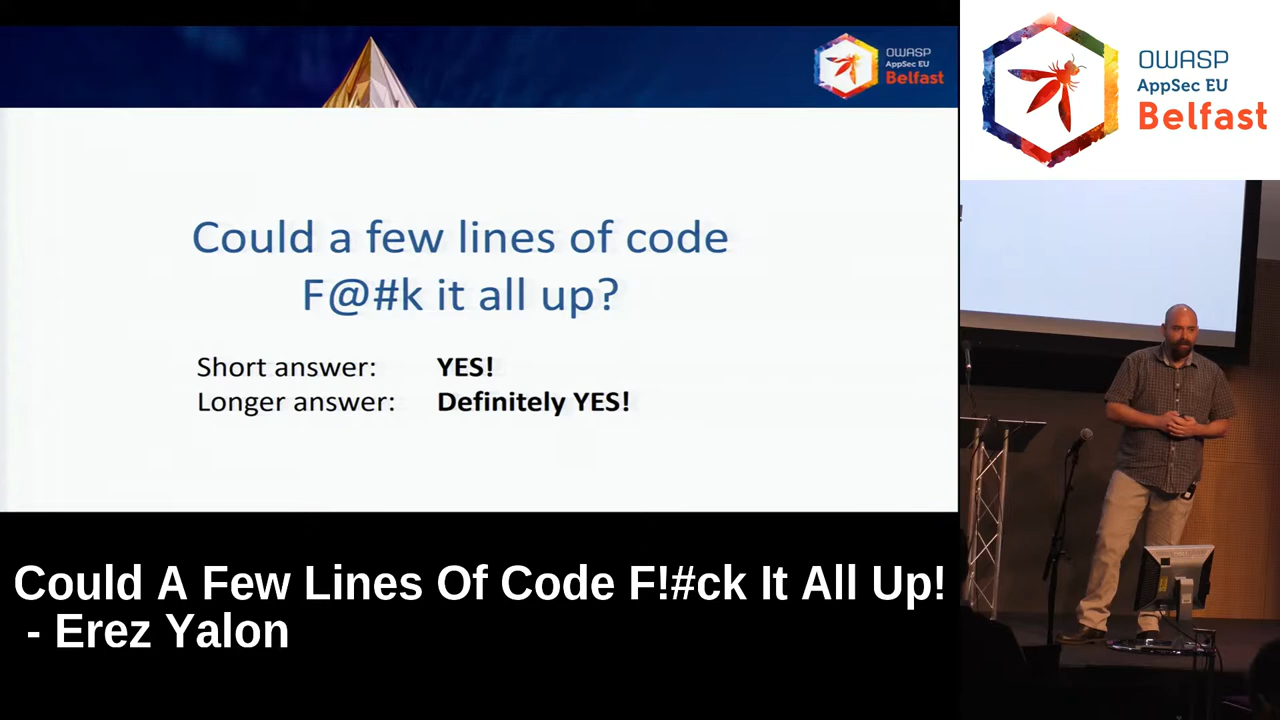 OWASP
AppSec EU
Belfast
Could a few lines of code
F@#k it all up?
Short answer: YES!
Longer answer: Definitely YES!
Could A Few Lines Of Code F!#ck It All Up!
- Erez Yalon
OWASP
AppSec EU
Belfast